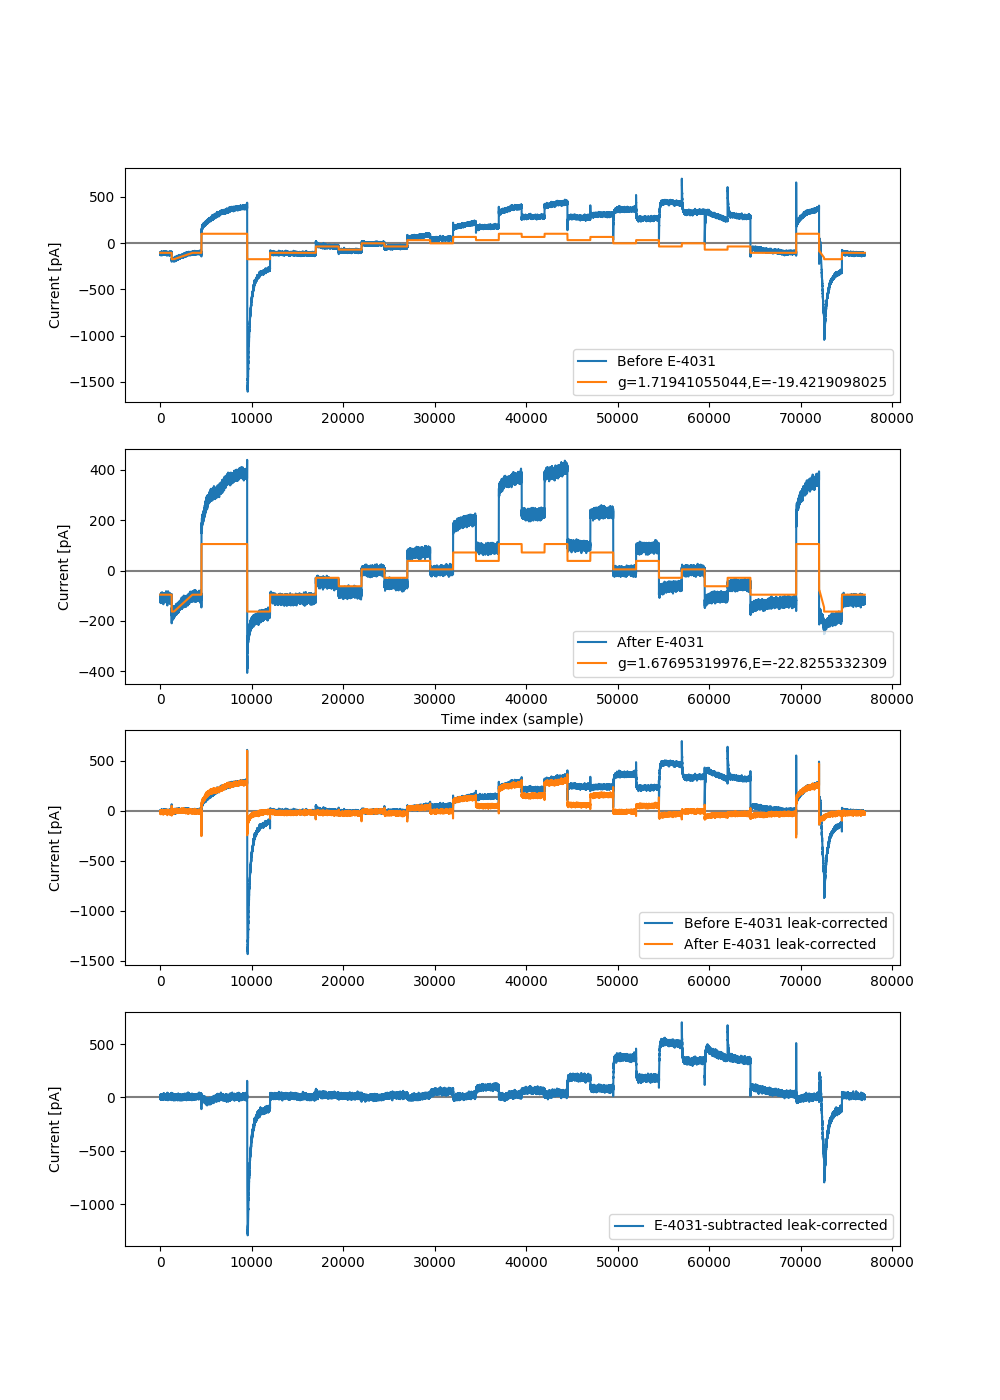 500
0
−500
−1000
−1500
Current [pA]
Before E-4031
g=1.71941055044,E=-19.4219098025
0 10000 20000 30000 40000 50000 60000 70000 80000
400
200
0
−200
−400
Current [pA]
After E-4031
g=1.67695319976,E=-22.8255332309
0 10000 20000 30000 40000 50000 60000 70000 80000
Time index (sample)
500
0
−500
−1000
−1500
Current [pA]
Before E-4031 leak-corrected
After E-4031 leak-corrected
0 10000 20000 30000 40000 50000 60000 70000 80000
500
0
−500
−1000
Current [pA]
E-4031-subtracted leak-corrected
0 10000 20000 30000 40000 50000 60000 70000 80000